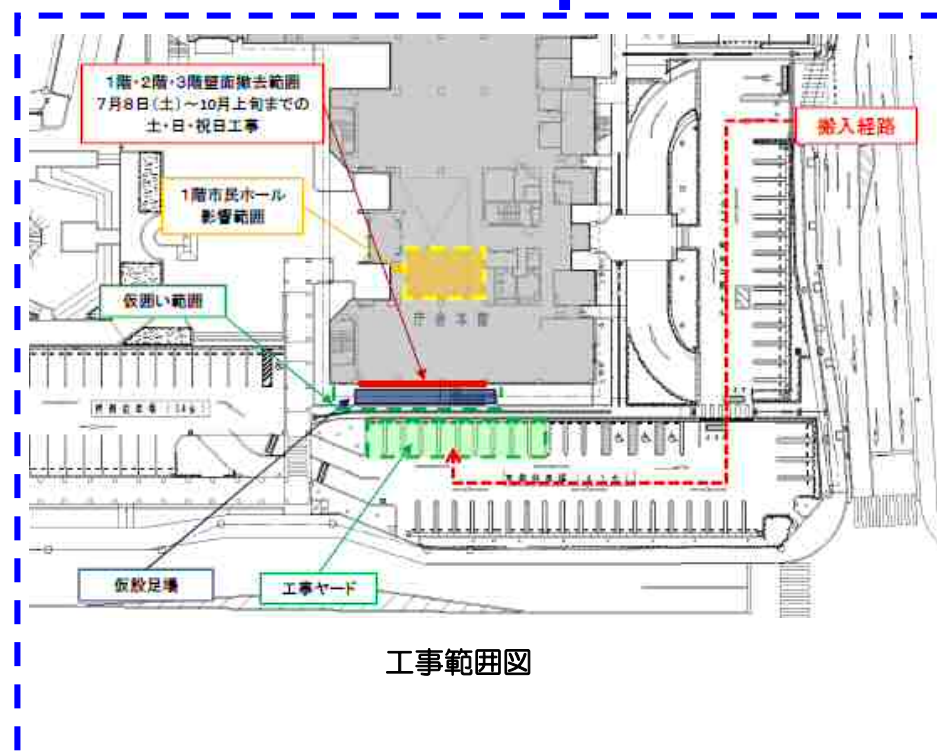 1階・2階・3階壁面撤去範囲
7月8日(土)～10月上旬までの
土・日・祝日工事
搬入経路
1階市民ホール
影響範囲
仮囲い範囲
庁舎本館
仮設足場
工事ヤード
工事範囲図